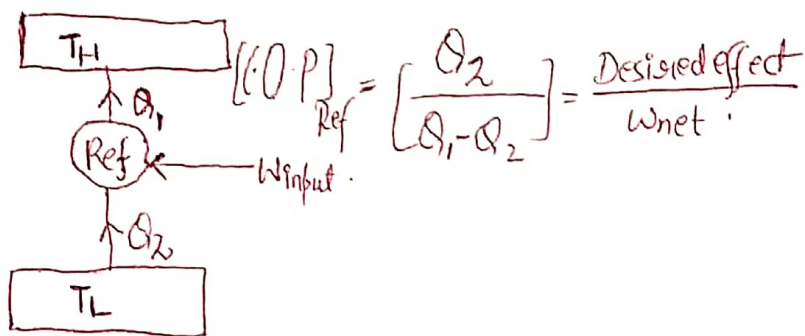 TH
[C.O.P]Ref = [Q2 / Q1-Q2] = Desired effect / Wnet.
Q1
Ref
Winput.
Q2
TL